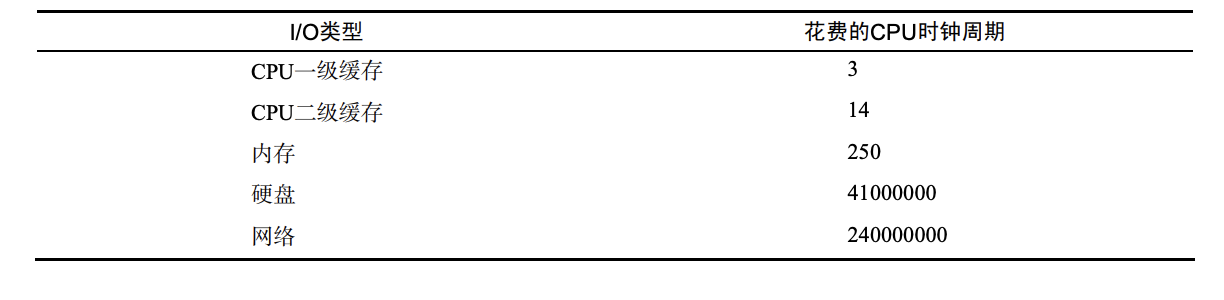 I/O类型 花费的CPU时钟周期
CPU一级缓存 3
CPU二级缓存 14
内存 250
硬盘 41000000
网络 240000000